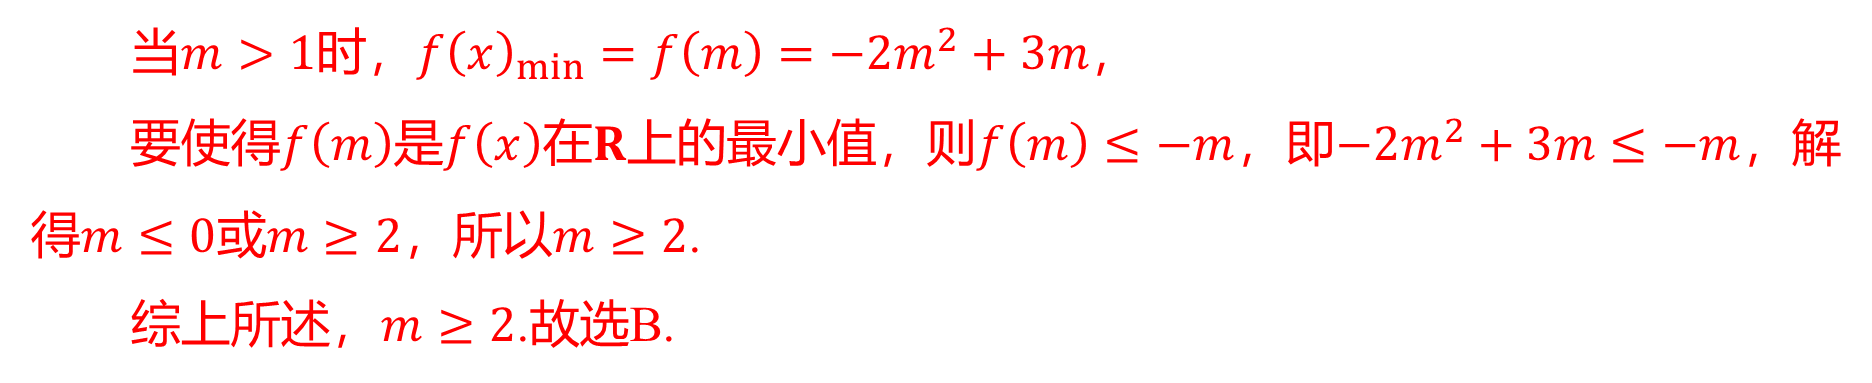 当m > 1时，f(x)min = f(m) = −2m² + 3m，
要使得f(m)是f(x)在R上的最小值，则f(m) ≤ −m，即−2m² + 3m ≤ −m，解
得m ≤ 0或m ≥ 2，所以m ≥ 2.
综上所述，m ≥ 2.故选B.